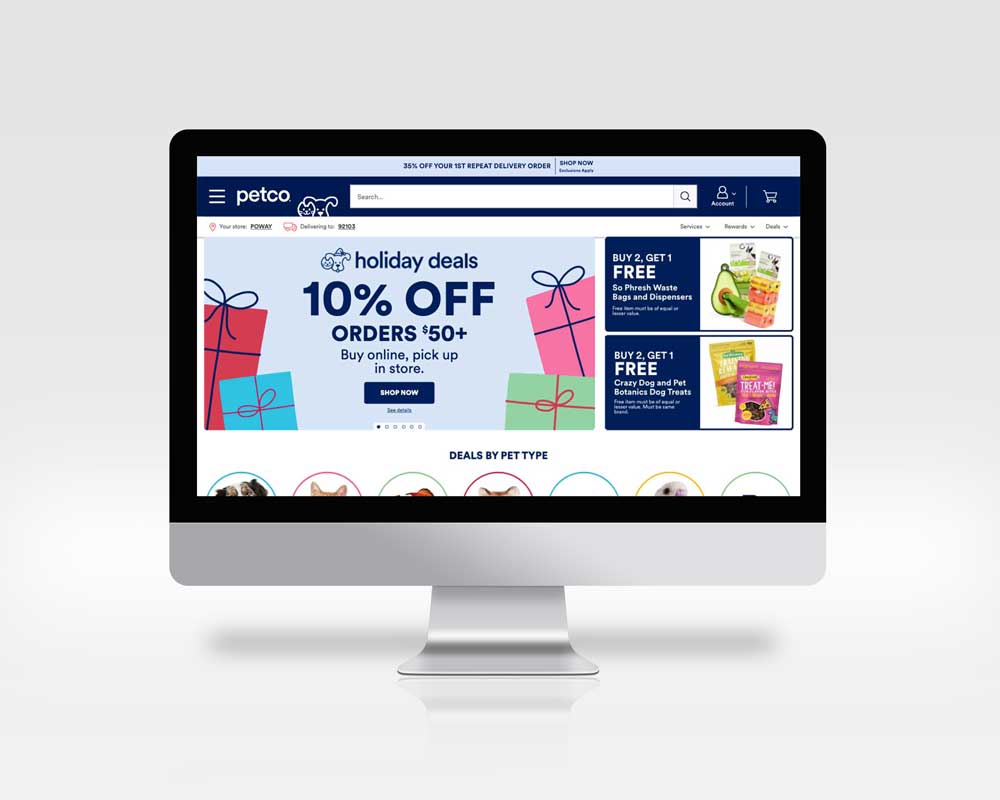 35% OFF YOUR 1ST REPEAT DELIVERY ORDER
SHOP NOW
Exclusions Apply
petco
Search...
Account
Your store: POWAY
Delivering to: 92103
Services
Rewards
Deals
holiday deals
10% OFF
ORDERS $50+
Buy online, pick up
in store.
SHOP NOW
See details
BUY 2, GET 1
FREE
So Phresh Waste
Bags and Dispensers
Free item must be of equal or
lesser value.
BUY 2, GET 1
FREE
Crazy Dog and Pet
Botanics Dog Treats
Free item must be of equal or
lesser value. Must be same
brand.
TREAT-ME!
DEALS BY PET TYPE